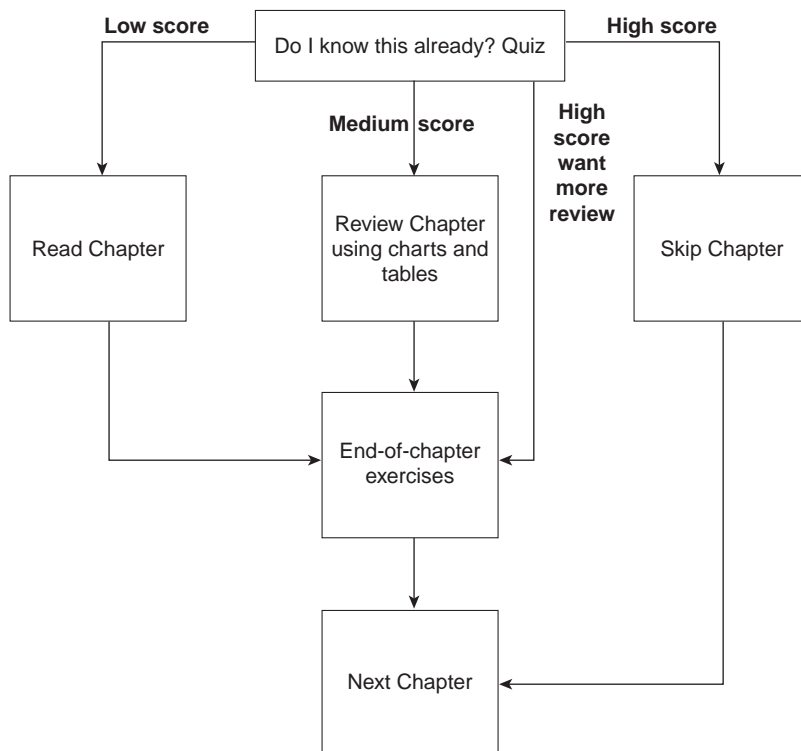 Low score
Do I know this already? Quiz
High score
Medium score
High
score
want
more
review
Read Chapter
Review Chapter
using charts and
tables
Skip Chapter
End-of-chapter
exercises
Next Chapter